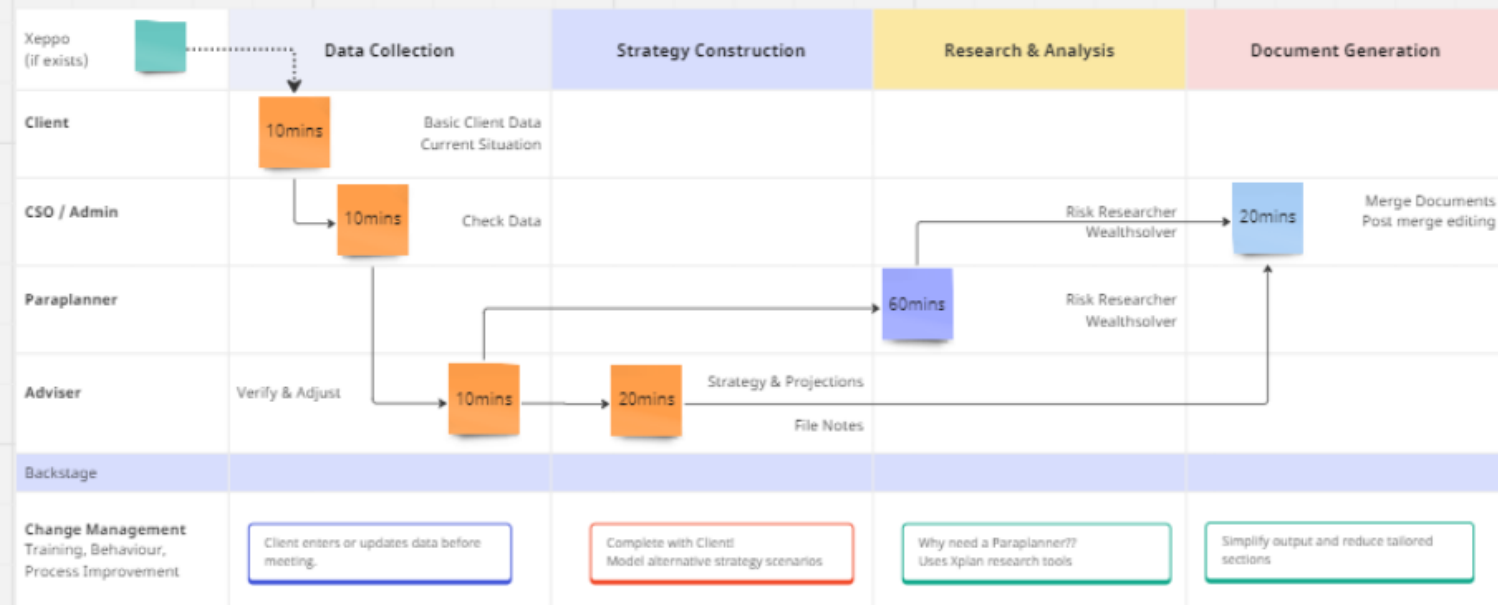 Xeppo
(if exists)
Data Collection
Strategy Construction
Research & Analysis
Document Generation
Client
10mins
Basic Client Data
Current Situation
CSO / Admin
10mins
Check Data
Risk Researcher
Wealthsolver
20mins
Merge Documents
Post merge editing
Paraplanner
60mins
Risk Researcher
Wealthsolver
Adviser
Verify & Adjust
10mins
20mins
Strategy & Projections
File Notes
Backstage
Change Management
Training, Behaviour,
Process Improvement
Client enters or updates data before
meeting.
Complete with Client!
Model alternative strategy scenarios
Why need a Paraplanner??
Uses Xplan research tools
Simplify output and reduce tailored
sections